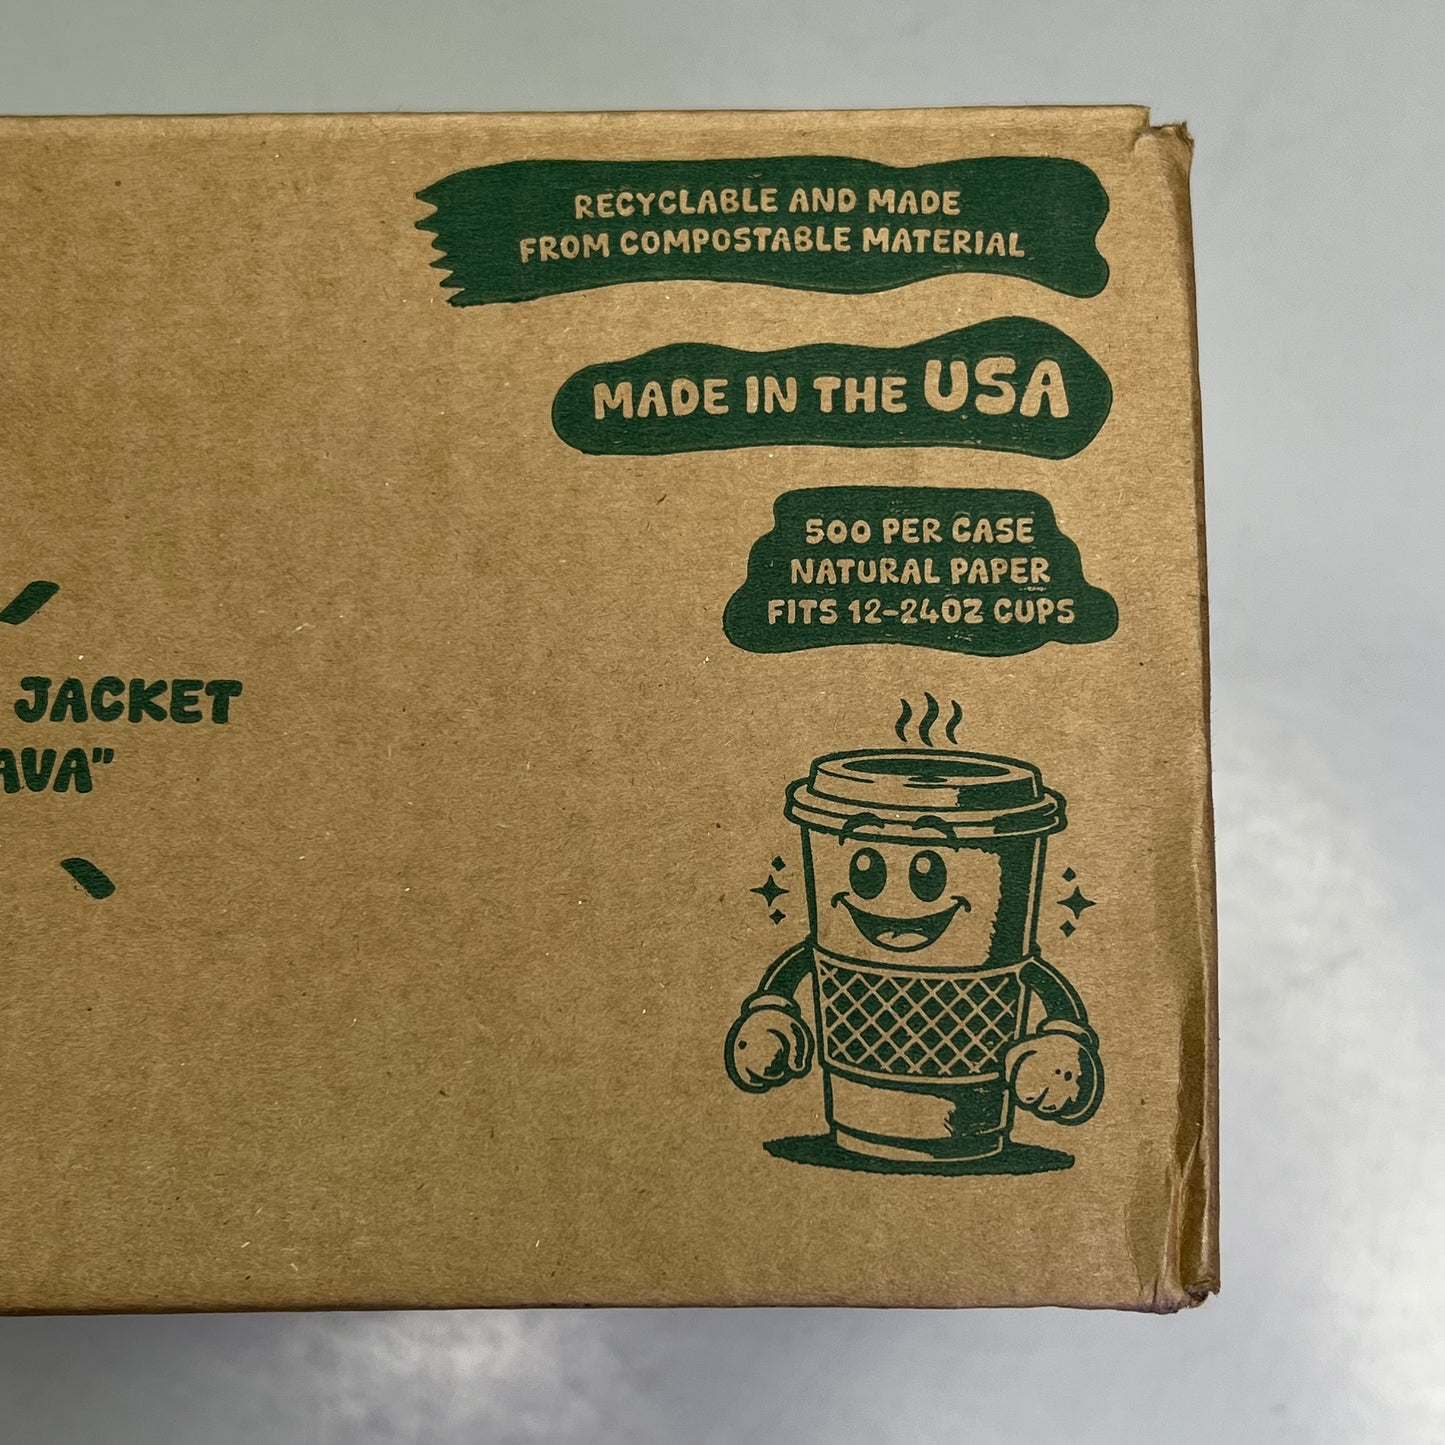 RECYCLABLE AND MADE
FROM COMPOSTABLE MATERIAL
MADE IN THE USA
500 PER CASE
NATURAL PAPER
FITS 12-24OZ CUPS
JACKET
AVA"